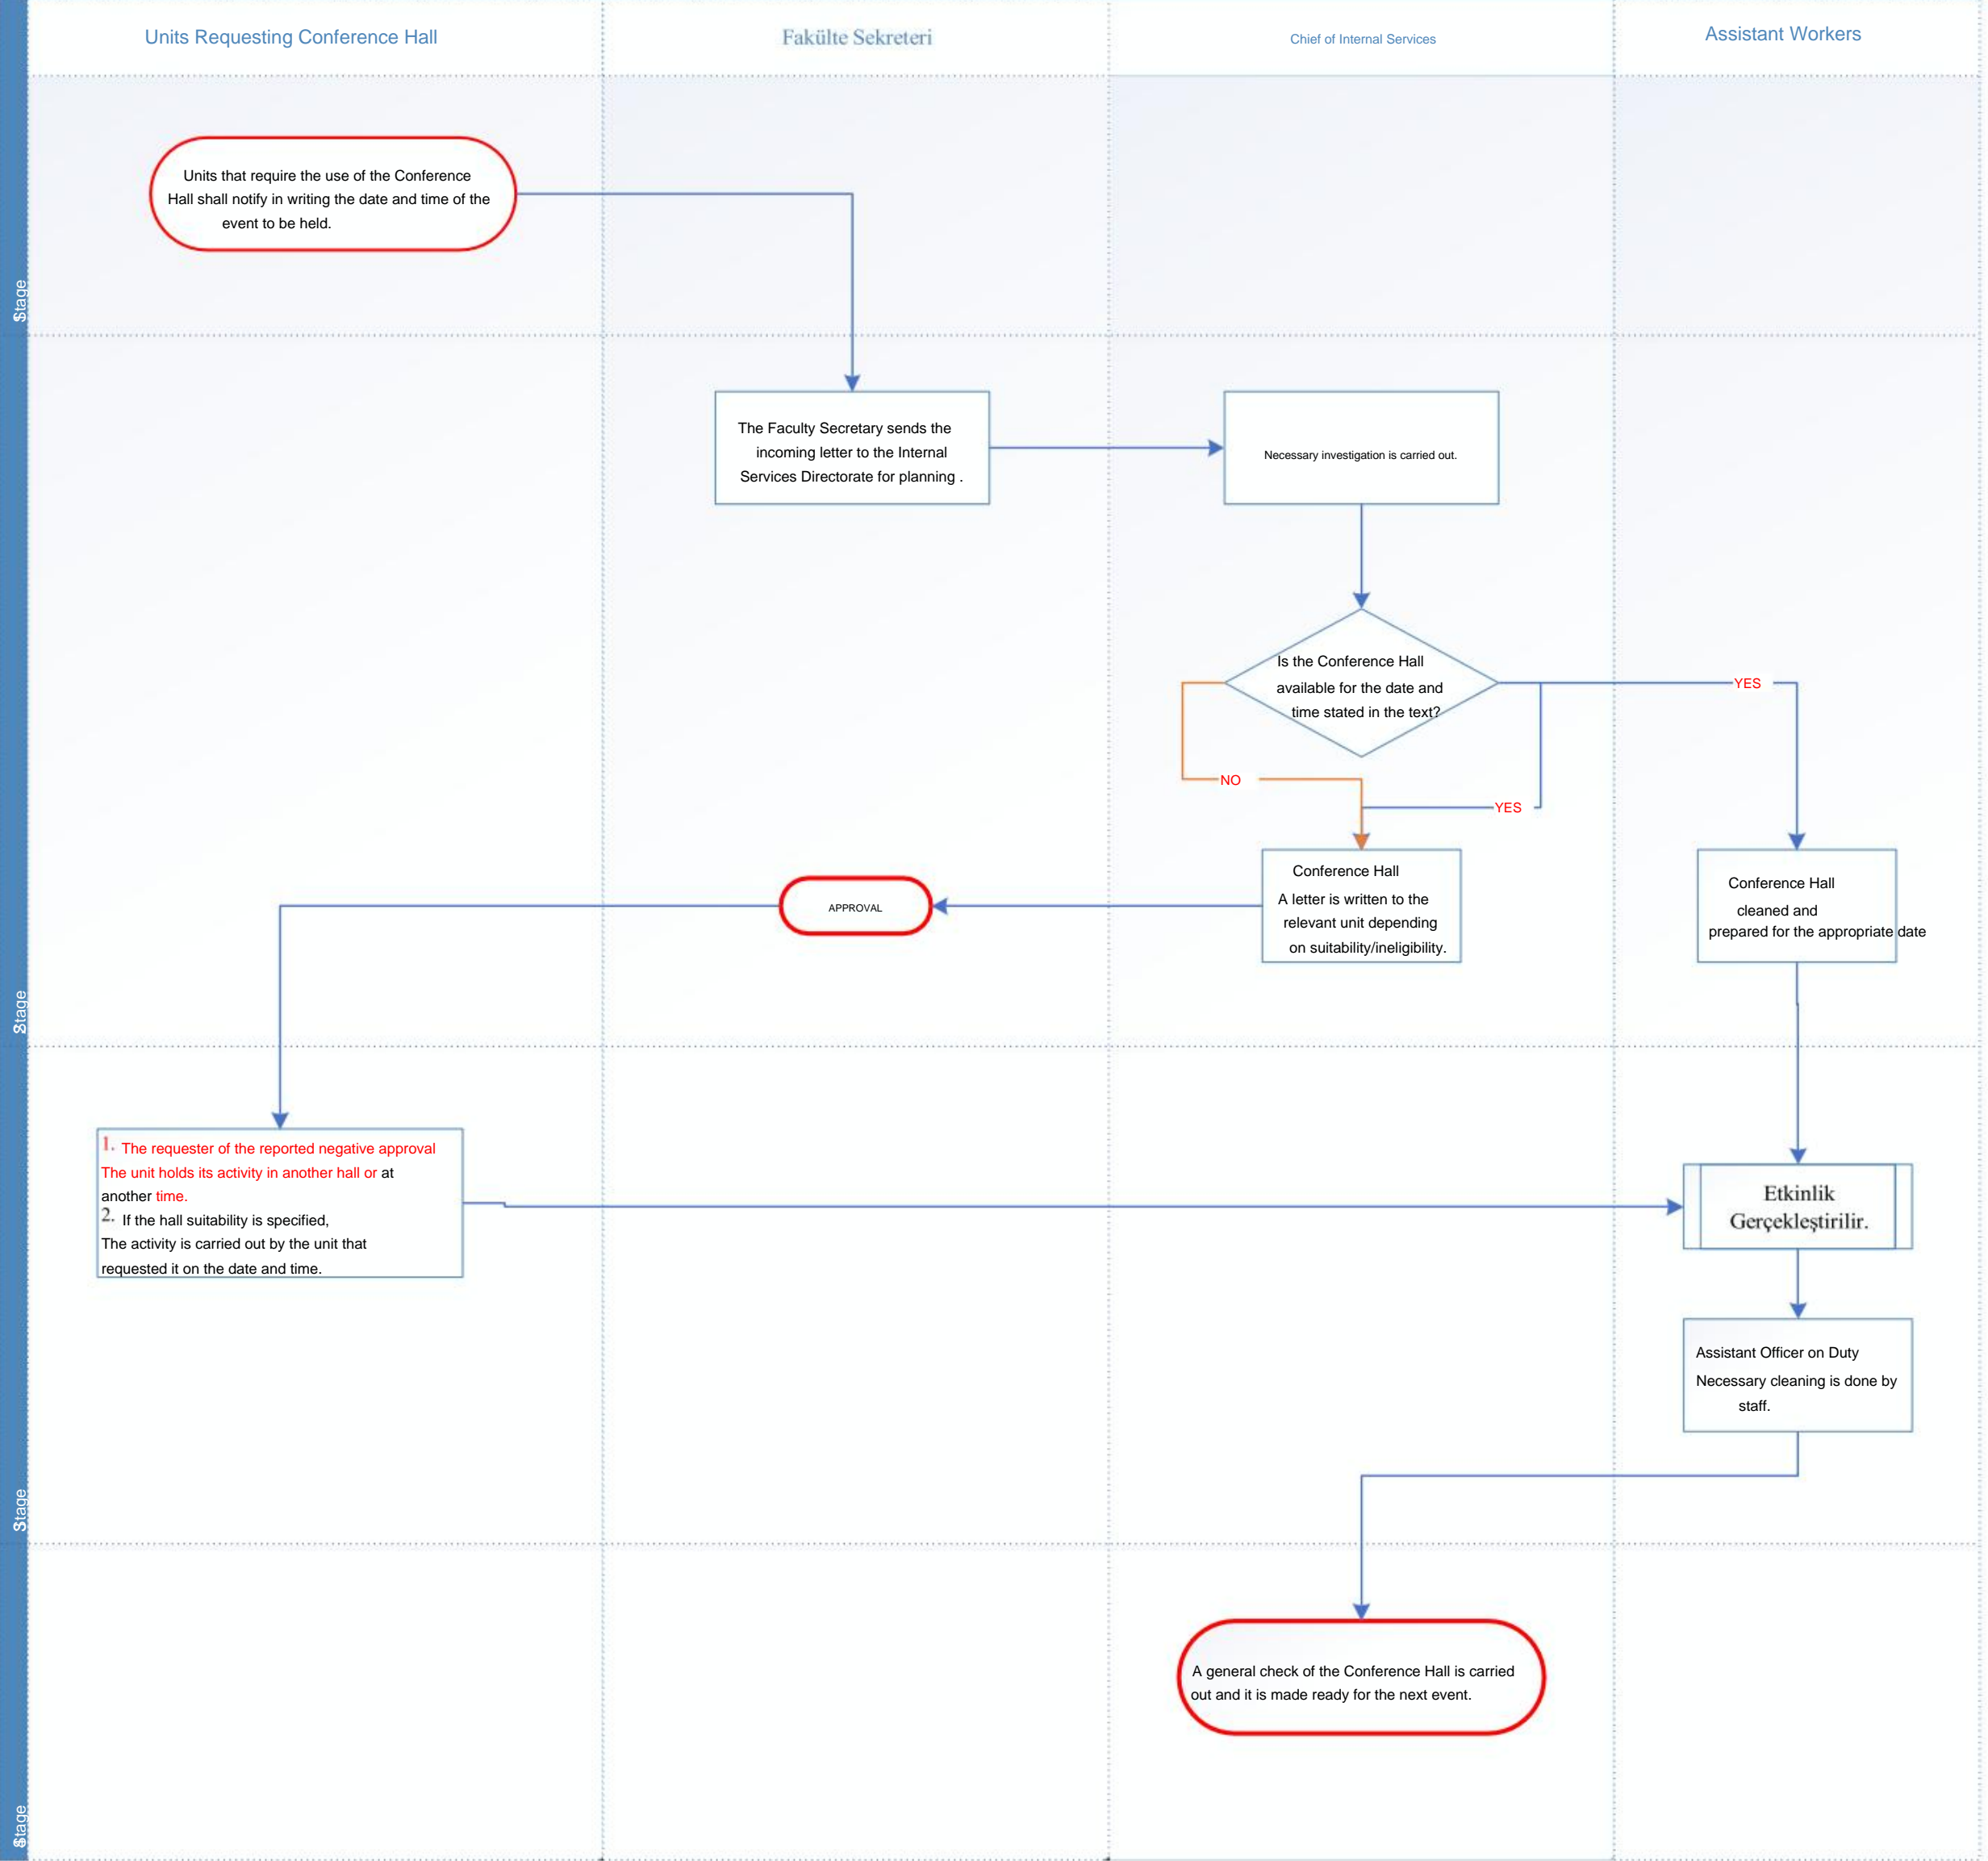 Units Requesting Conference Hall
Fakülte Sekreteri
Chief of Internal Services
Assistant Workers
Units that require the use of the Conference
Hall shall notify in writing the date and time of the
event to be held.
Stage
The Faculty Secretary sends the
incoming letter to the Internal
Services Directorate for planning .
Necessary investigation is carried out.
Is the Conference Hall
available for the date and
time stated in the text?
YES
NO
YES
Conference Hall
A letter is written to the
relevant unit depending
on suitability/ineligibility.
APPROVAL
Conference Hall
cleaned and
prepared for the appropriate date
Stage
1. The requester of the reported negative approval
The unit holds its activity in another hall or at
another time.
2. If the hall suitability is specified,
The activity is carried out by the unit that
requested it on the date and time.
Etkinlik
Gerçekleştirilir.
Assistant Officer on Duty
Necessary cleaning is done by
staff.
Stage
A general check of the Conference Hall is carried
out and it is made ready for the next event.
Stage